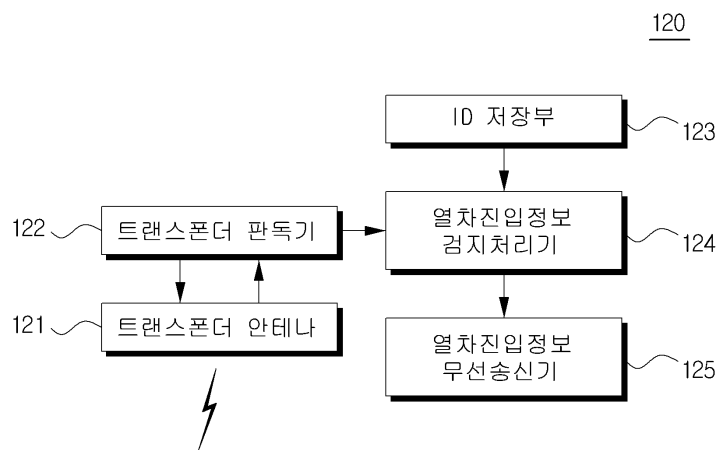 120
ID 저장부
123
122
트랜스폰더 판독기
열차진입정보
검지처리기
124
121
트랜스폰더 안테나
열차진입정보
무선송신기
125